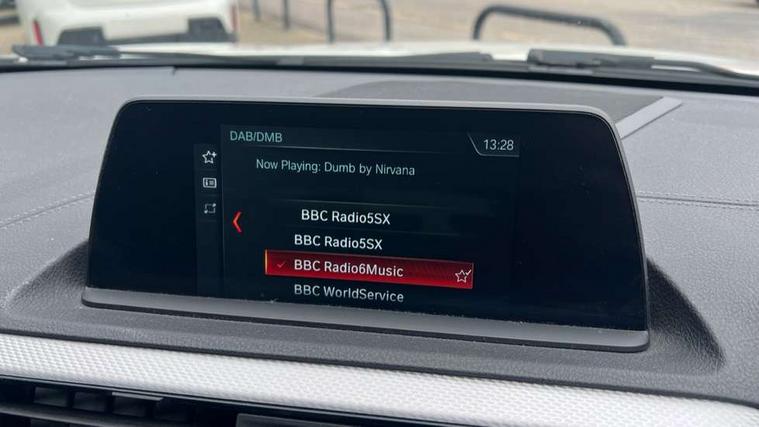 DAB/DMB
13:28
Now Playing: Dumb by Nirvana
BBC Radio5SX
BBC Radio5SX
BBC Radio6Music
BBC WorldService